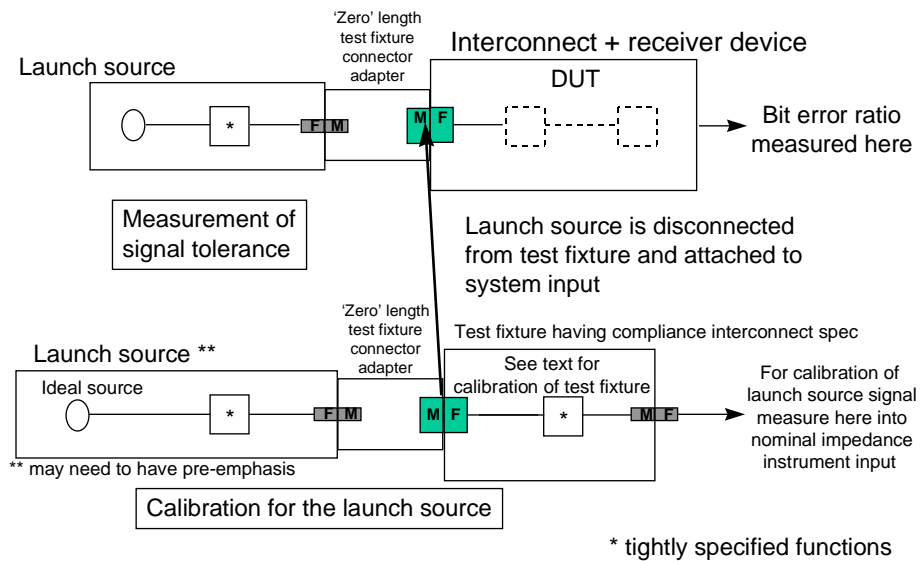 'Zero' length
test fixture
connector
adapter
Interconnect + receiver device
Launch source
DUT
*
F M
M F
Bit error ratio
measured here
Measurement of
signal tolerance
Launch source is disconnected
from test fixture and attached to
system input
'Zero' length
test fixture
connector
adapter
Test fixture having compliance interconnect spec
Launch source **
Ideal source
*
F M
M F
See text for
calibration of test fixture
*
M F
For calibration of
launch source signal
measure here into
nominal impedance
instrument input
** may need to have pre-emphasis
Calibration for the launch source
* tightly specified functions